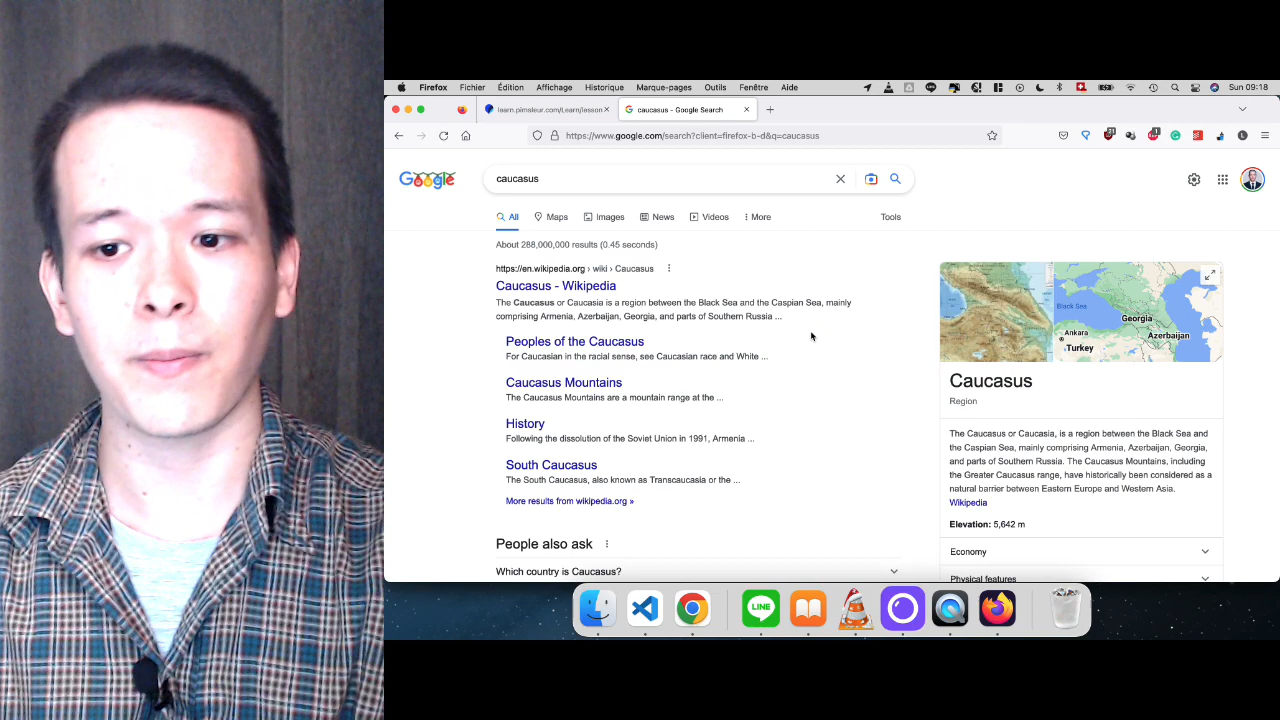 Firefox Fichier Édition Affichage Historique Marque-pages Outils Fenêtre Aide Sun 09:18
learn.pimsleur.com/Learn/lesson caucasus - Google Search
https://www.google.com/search?client=firefox-b-d&q=caucasus
Google caucasus
All Maps Images News Videos More Tools
About 288,000,000 results (0.45 seconds)
https://en.wikipedia.org › wiki › Caucasus
Caucasus - Wikipedia
The Caucasus or Caucasia is a region between the Black Sea and the Caspian Sea, mainly
comprising Armenia, Azerbaijan, Georgia, and parts of Southern Russia ...
Peoples of the Caucasus
For Caucasian in the racial sense, see Caucasian race and White ...
Caucasus Mountains
The Caucasus Mountains are a mountain range at the ...
History
Following the dissolution of the Soviet Union in 1991, Armenia ...
South Caucasus
The South Caucasus, also known as Transcaucasia or the ...
More results from wikipedia.org »
People also ask
Which country is Caucasus?
Black Sea
Georgia
Ankara
Azerbaijan
Turkey
Caucasus
Region
The Caucasus or Caucasia, is a region between the Black Sea and
the Caspian Sea, mainly comprising Armenia, Azerbaijan, Georgia,
and parts of Southern Russia. The Caucasus Mountains, including
the Greater Caucasus range, have historically been considered as a
natural barrier between Eastern Europe and Western Asia.
Wikipedia
Elevation: 5,642 m
Economy
Physical features
LINE